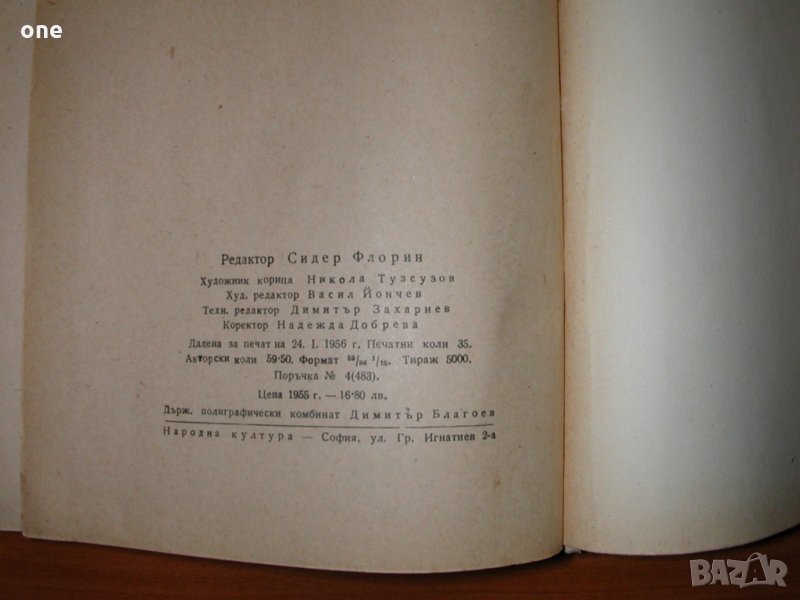 one
Редактор Сидер Флорин
Художник корица Никола Тузсузов
Худ. редактор Васил Йончев
Техн. редактор Димитър Захариев
Коректор Надежда Добрева
Дадена за печат на 24. I. 1956 г. Печатни коли 35.
Авторски коли 59·50. Формат ⁵⁹/₈₄ ¹/₁₆. Тираж 5000.
Поръчка № 4(483).
Цена 1955 г. — 16·80 лв.
Държ. полиграфически комбинат Димитър Благоев
Народна култура — София, ул. Гр. Игнатиев 2-а
BAZAR